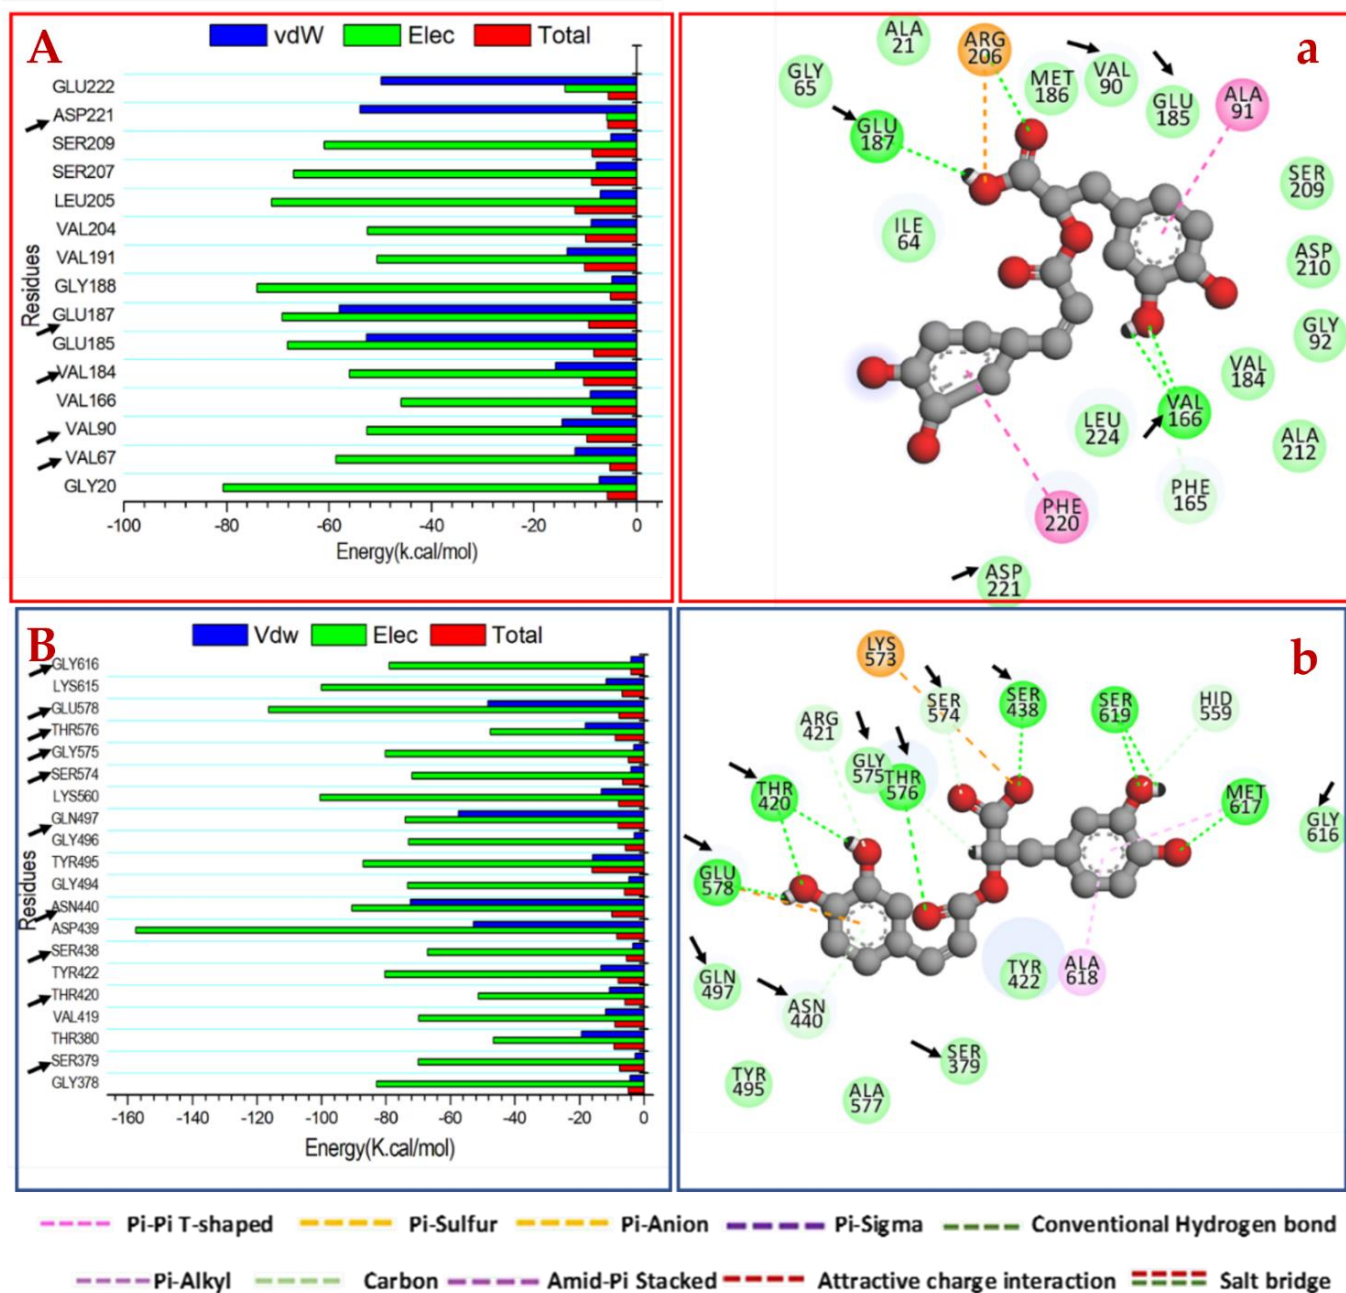 A
vdW Elec Total
Residues
GLU222
ASP221
SER209
SER207
LEU205
VAL204
VAL191
GLY188
GLU187
GLU185
VAL184
VAL166
VAL90
VAL67
GLY20
-100 -80 -60 -40 -20 0
Energy(k.cal/mol)
a
ALA
21
ARG
206
GLY
65
MET
186
VAL
90
GLU
185
ALA
91
GLU
187
SER
209
ILE
64
ASP
210
GLY
92
VAL
184
LEU
224
VAL
166
ALA
212
PHE
165
PHE
220
ASP
221
B
Vdw Elec Total
Residues
GLY616
LYS615
GLU578
THR576
GLY575
SER574
LYS560
GLN497
GLY496
TYR495
GLY494
ASN440
ASP439
SER438
TYR422
THR420
VAL419
THR380
SER379
GLY378
-160 -140 -120 -100 -80 -60 -40 -20 0
Energy(K.cal/mol)
b
LYS
573
SER
574
SER
438
SER
619
HID
559
ARG
421
GLY
575
THR
576
THR
420
MET
617
GLY
616
GLU
578
GLN
497
ASN
440
TYR
422
ALA
618
SER
379
TYR
495
ALA
577
Pi-Pi T-shaped Pi-Sulfur Pi-Anion Pi-Sigma Conventional Hydrogen bond
Pi-Alkyl Carbon Amid-Pi Stacked Attractive charge interaction Salt bridge